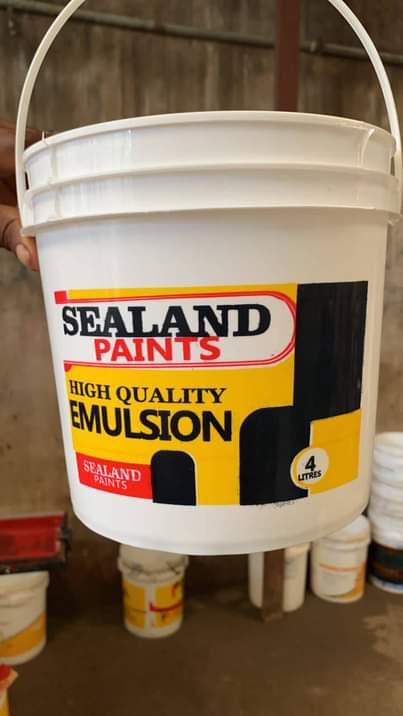 SEALAND
PAINTS
HIGH QUALITY
EMULSION
SEALAND
PAINTS
4
LITRES